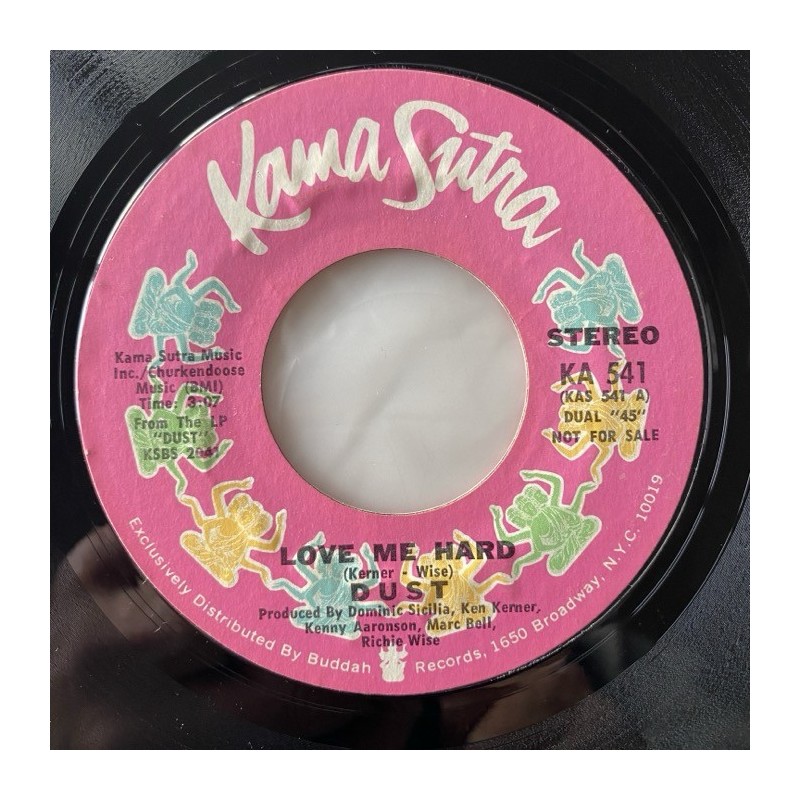 Kama Sutra
Kama Sutra Music
Inc./Churkendoose
Music (BMI)
Time: 3:07
From The LP
"DUST"
KSBS 2041
STEREO
KA 541
(KAS 541 A)
DUAL "45"
NOT FOR SALE
LOVE ME HARD
(Kerner - Wise)
DUST
Produced By Dominic Sicilia, Ken Kerner,
Kenny Aaronson, Marc Bell,
Richie Wise
Exclusively Distributed By Buddah Records, 1650 Broadway, N.Y.C. 10019